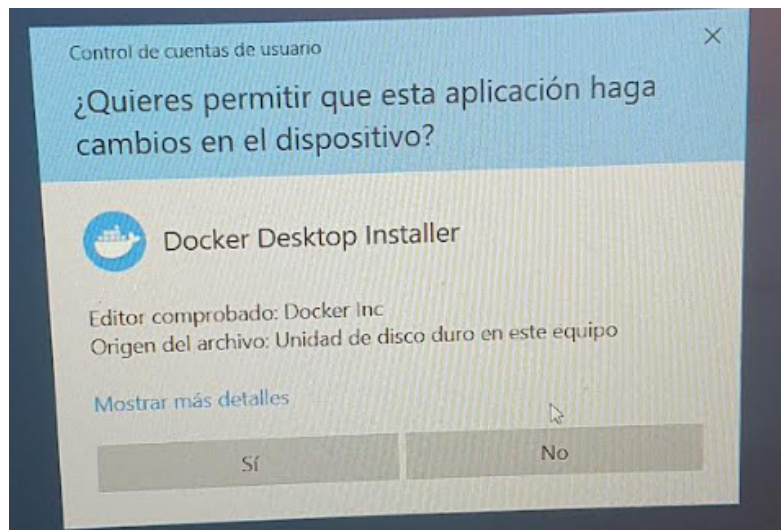 Control de cuentas de usuario
¿Quieres permitir que esta aplicación haga
cambios en el dispositivo?
Docker Desktop Installer
Editor comprobado: Docker Inc
Origen del archivo: Unidad de disco duro en este equipo
Mostrar más detalles
Sí
No